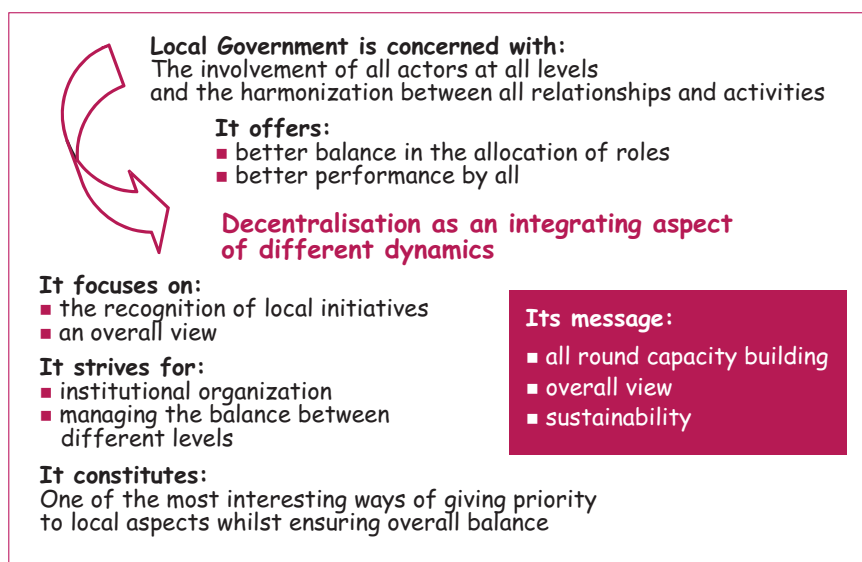 Local Government is concerned with:
The involvement of all actors at all levels
and the harmonization between all relationships and activities
It offers:
■ better balance in the allocation of roles
■ better performance by all
Decentralisation as an integrating aspect
of different dynamics
It focuses on:
■ the recognition of local initiatives
■ an overall view
It strives for:
■ institutional organization
■ managing the balance between
different levels
It constitutes:
One of the most interesting ways of giving priority
to local aspects whilst ensuring overall balance
Its message:
■ all round capacity building
■ overall view
■ sustainability